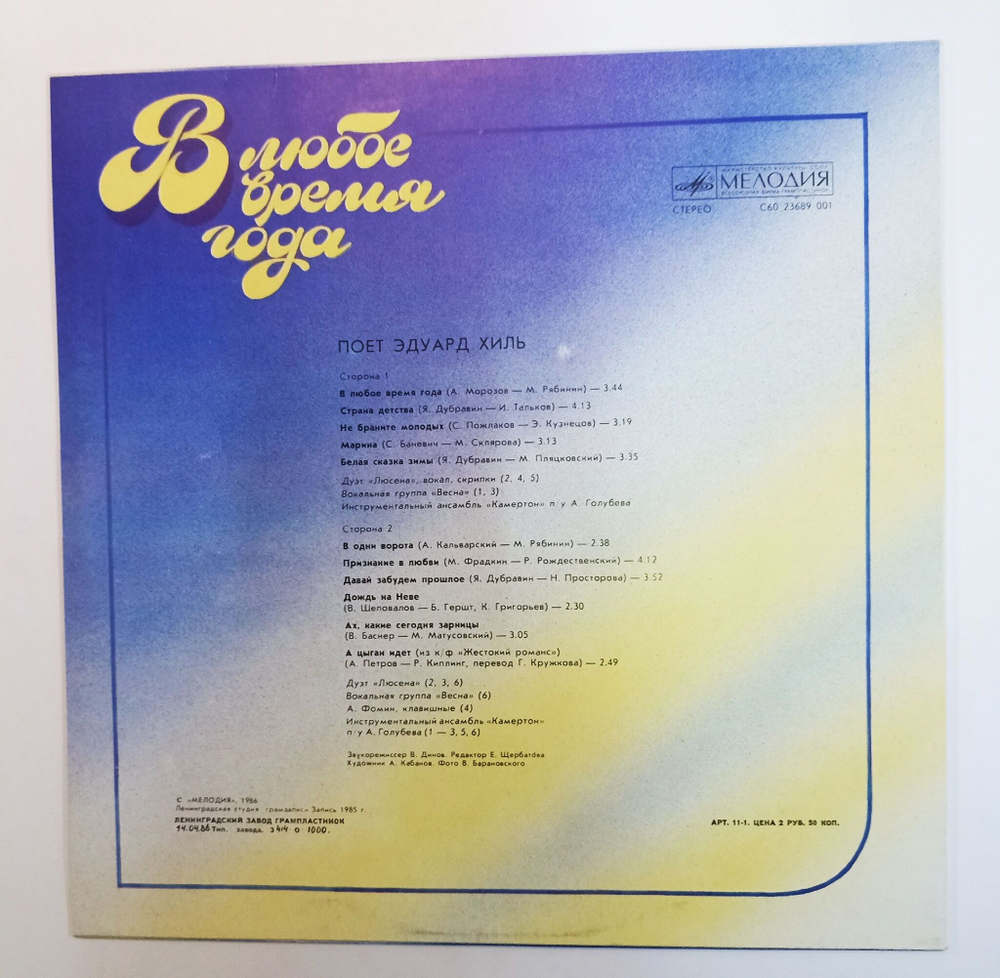 В любое
время
года
МИНИСТЕРСТВО КУЛЬТУРЫ СССР
МЕЛОДИЯ
ВСЕСОЮЗНАЯ ФИРМА ГРАМПЛАСТИНОК
СТЕРЕО С60 23689 001
ПОЕТ ЭДУАРД ХИЛЬ
Сторона 1
В любое время года (А. Морозов — М. Рябинин) — 3.44
Страна детства (Я. Дубравин — И. Тальков) — 4.13
Не браните молодых (С. Пожлаков — Э. Кузнецов) — 3.19
Марина (С. Баневич — М. Склярова) — 3.13
Белая сказка зимы (Я. Дубравин — М. Пляцковский) — 3.35
Дуэт «Люсена», вокал, скрипки (2, 4, 5)
Вокальная группа «Весна» (1, 3)
Инструментальный ансамбль «Камертон» п/у А. Голубева
Сторона 2
В одни ворота (А. Кальварский — М. Рябинин) — 2.38
Признание в любви (М. Фрадкин — Р. Рождественский) — 4.12
Давай забудем прошлое (Я. Дубравин — Н. Просторова) — 3.52
Дождь на Неве
(В. Шеповалов — Б. Гершт, К. Григорьев) — 2.30
Ах, какие сегодня зарницы
(В. Баснер — М. Матусовский) — 3.05
А цыган идет (из к/ф «Жестокий романс»)
(А. Петров — Р. Киплинг, перевод Г. Кружкова) — 2.49
Дуэт «Люсена» (2, 3, 6)
Вокальная группа «Весна» (6)
А. Фомин, клавишные (4)
Инструментальный ансамбль «Камертон»
п/у А. Голубева (1 — 3, 5, 6)
Звукорежиссер В. Динов. Редактор Е. Щербатова
Художник А. Кабанов. Фото В. Барановского
С «МЕЛОДИЯ», 1986
Ленинградская студия грамзаписи Запись 1985 г.
ЛЕНИНГРАДСКИЙ ЗАВОД ГРАМПЛАСТИНОК
14.04.86 Тип. завода. З 414 О 1000.
АРТ. 11-1. ЦЕНА 2 РУБ. 50 КОП.